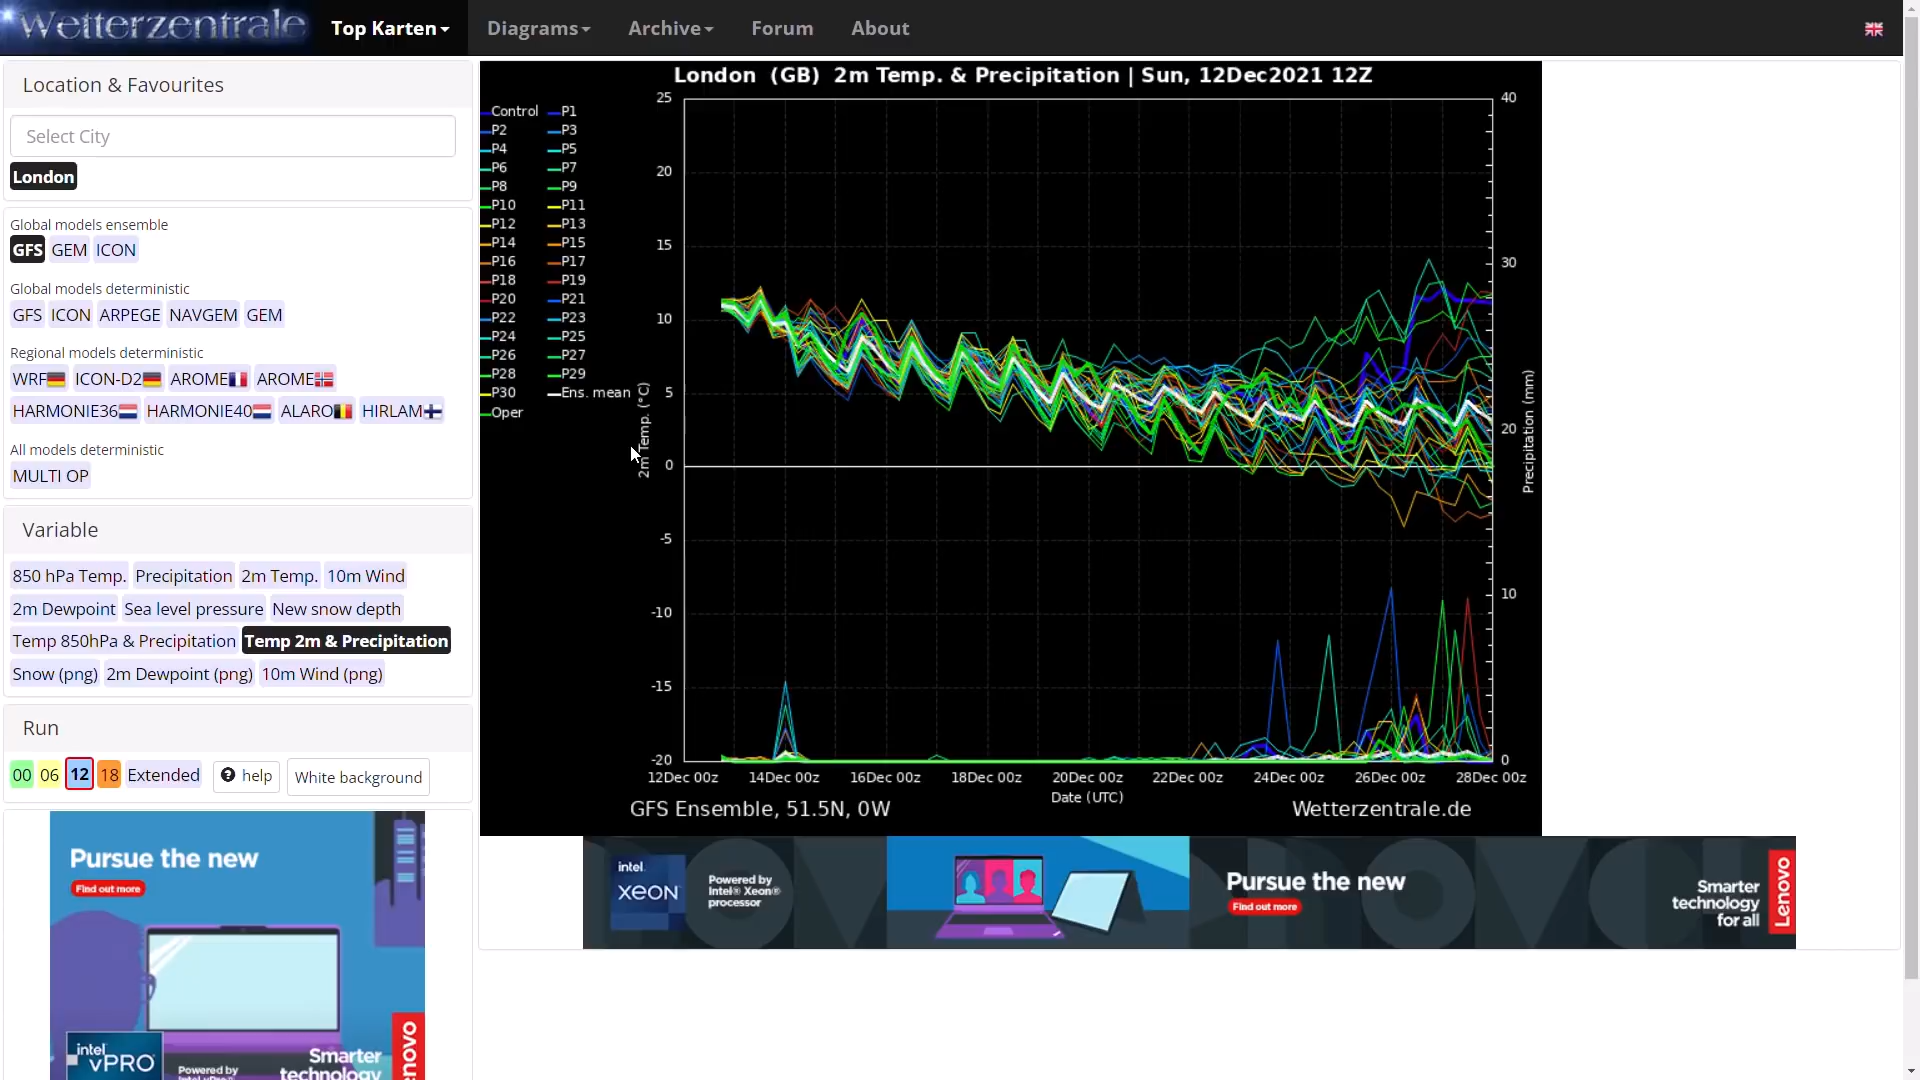 Wetterzentrale
Top Karten
Diagrams
Archive
Forum
About
Location & Favourites
Select City
London
Global models ensemble
GFS GEM ICON
Global models deterministic
GFS ICON ARPEGE NAVGEM GEM
Regional models deterministic
WRF ICON-D2 AROME AROME
HARMONIE36 HARMONIE40 ALARO HIRLAM
All models deterministic
MULTI OP
Variable
850 hPa Temp. Precipitation 2m Temp. 10m Wind
2m Dewpoint Sea level pressure New snow depth
Temp 850hPa & Precipitation Temp 2m & Precipitation
Snow (png) 2m Dewpoint (png) 10m Wind (png)
Run
00 06 12 18 Extended help White background
Pursue the new
Find out more
intel
vPRO
Powered by
Smarter
technology
London (GB) 2m Temp. & Precipitation | Sun, 12Dec2021 12Z
Control P1
P2 P3
P4 P5
P6 P7
P8 P9
P10 P11
P12 P13
P14 P15
P16 P17
P18 P19
P20 P21
P22 P23
P24 P25
P26 P27
P28 P29
P30 Ens. mean
Oper
2m Temp. (°C)
25
20
15
10
5
0
-5
-10
-15
-20
40
30
20
10
0
Precipitation (mm)
12Dec 00z 14Dec 00z 16Dec 00z 18Dec 00z 20Dec 00z 22Dec 00z 24Dec 00z 26Dec 00z 28Dec 00z
Date (UTC)
GFS Ensemble, 51.5N, 0W
Wetterzentrale.de
intel
XEON
Powered by
Intel® Xeon®
processor
Pursue the new
Find out more
Smarter
technology
for all
Lenovo